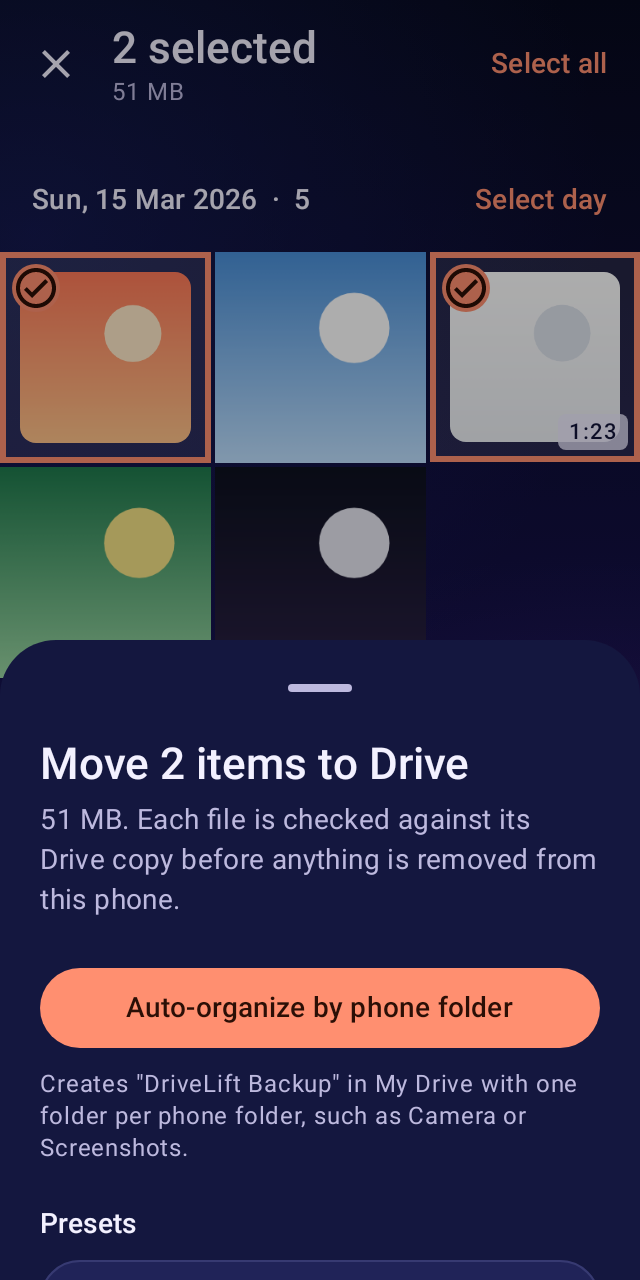 2 selected
51 MB
Select all
Sun, 15 Mar 2026 · 5
Select day
1:23
Move 2 items to Drive
51 MB. Each file is checked against its
Drive copy before anything is removed from
this phone.
Auto-organize by phone folder
Creates "DriveLift Backup" in My Drive with one
folder per phone folder, such as Camera or
Screenshots.
Presets